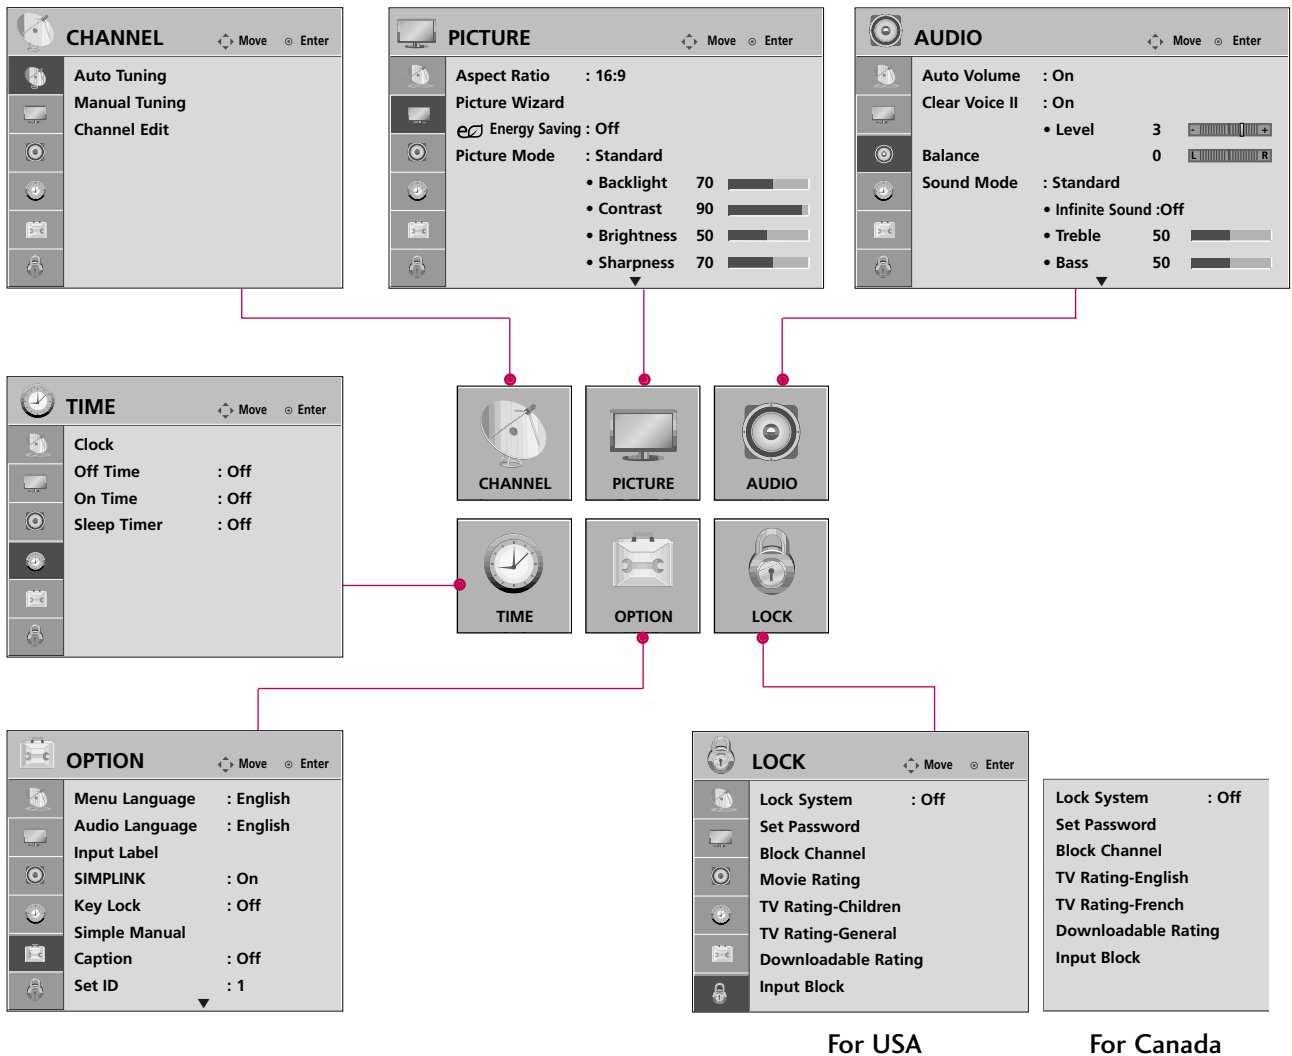 CHANNEL Move Enter
Auto Tuning
Manual Tuning
Channel Edit
PICTURE Move Enter
Aspect Ratio : 16:9
Picture Wizard
e Energy Saving : Off
Picture Mode : Standard
• Backlight 70
• Contrast 90
• Brightness 50
• Sharpness 70
AUDIO Move Enter
Auto Volume : On
Clear Voice II : On
• Level 3 - +
Balance 0 L R
Sound Mode : Standard
• Infinite Sound :Off
• Treble 50
• Bass 50
TIME Move Enter
Clock
Off Time : Off
On Time : Off
Sleep Timer : Off
CHANNEL
PICTURE
AUDIO
TIME
OPTION
LOCK
OPTION Move Enter
Menu Language : English
Audio Language : English
Input Label
SIMPLINK : On
Key Lock : Off
Simple Manual
Caption : Off
Set ID : 1
LOCK Move Enter
Lock System : Off
Set Password
Block Channel
Movie Rating
TV Rating-Children
TV Rating-General
Downloadable Rating
Input Block
For USA
Lock System : Off
Set Password
Block Channel
TV Rating-English
TV Rating-French
Downloadable Rating
Input Block
For Canada